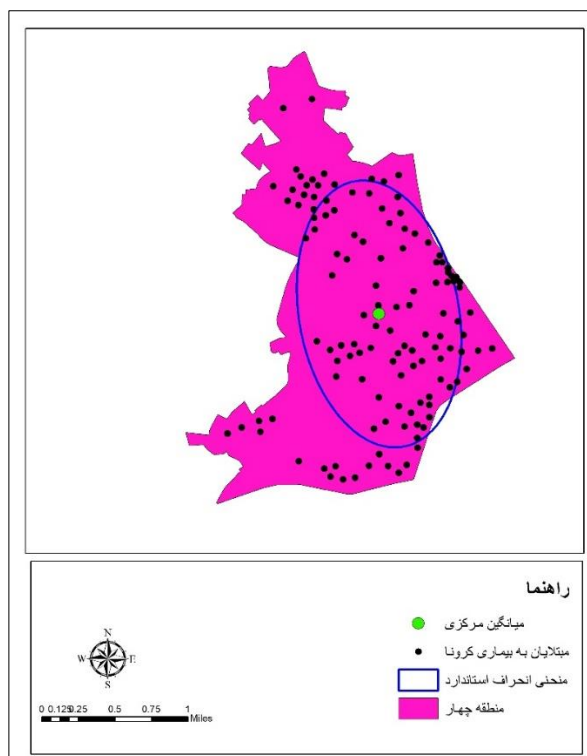 راهنما
میانگین مرکزی
مبتلایان به بیماری کرونا
منحنی انحراف استاندارد
منطقه چهار
N
W E
S
0 0.125 0.25 0.5 0.75 1
Miles